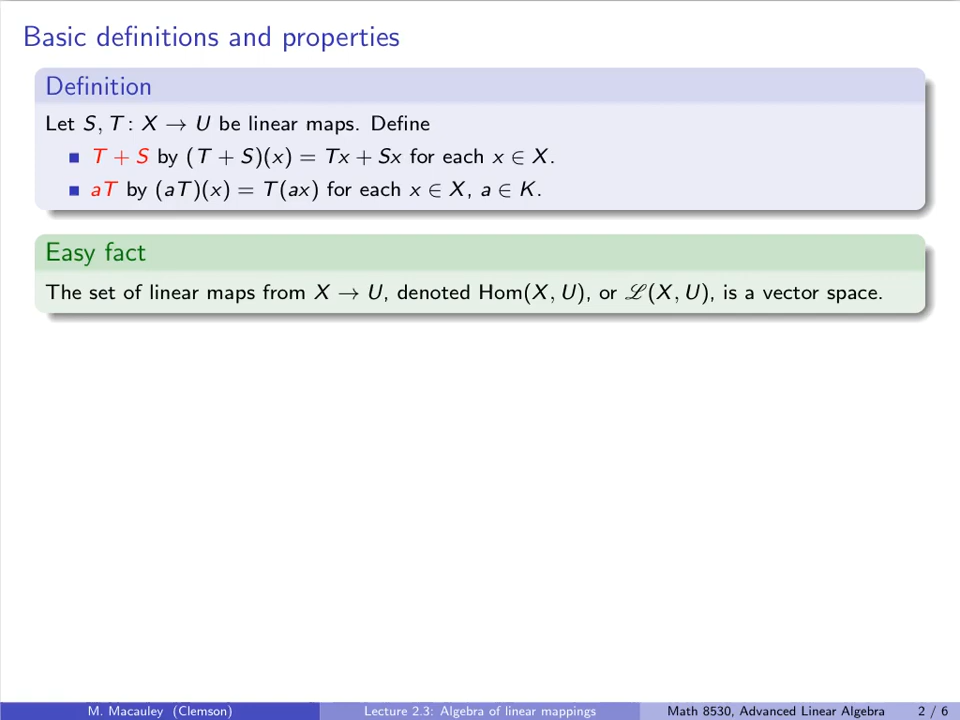 Basic definitions and properties
Definition
Let S, T : X → U be linear maps. Define
■ T + S by (T + S)(x) = Tx + Sx for each x ∈ X.
■ aT by (aT)(x) = T(ax) for each x ∈ X, a ∈ K.
Easy fact
The set of linear maps from X → U, denoted Hom(X, U), or ℒ(X, U), is a vector space.
M. Macauley (Clemson) Lecture 2.3: Algebra of linear mappings Math 8530, Advanced Linear Algebra 2 / 6